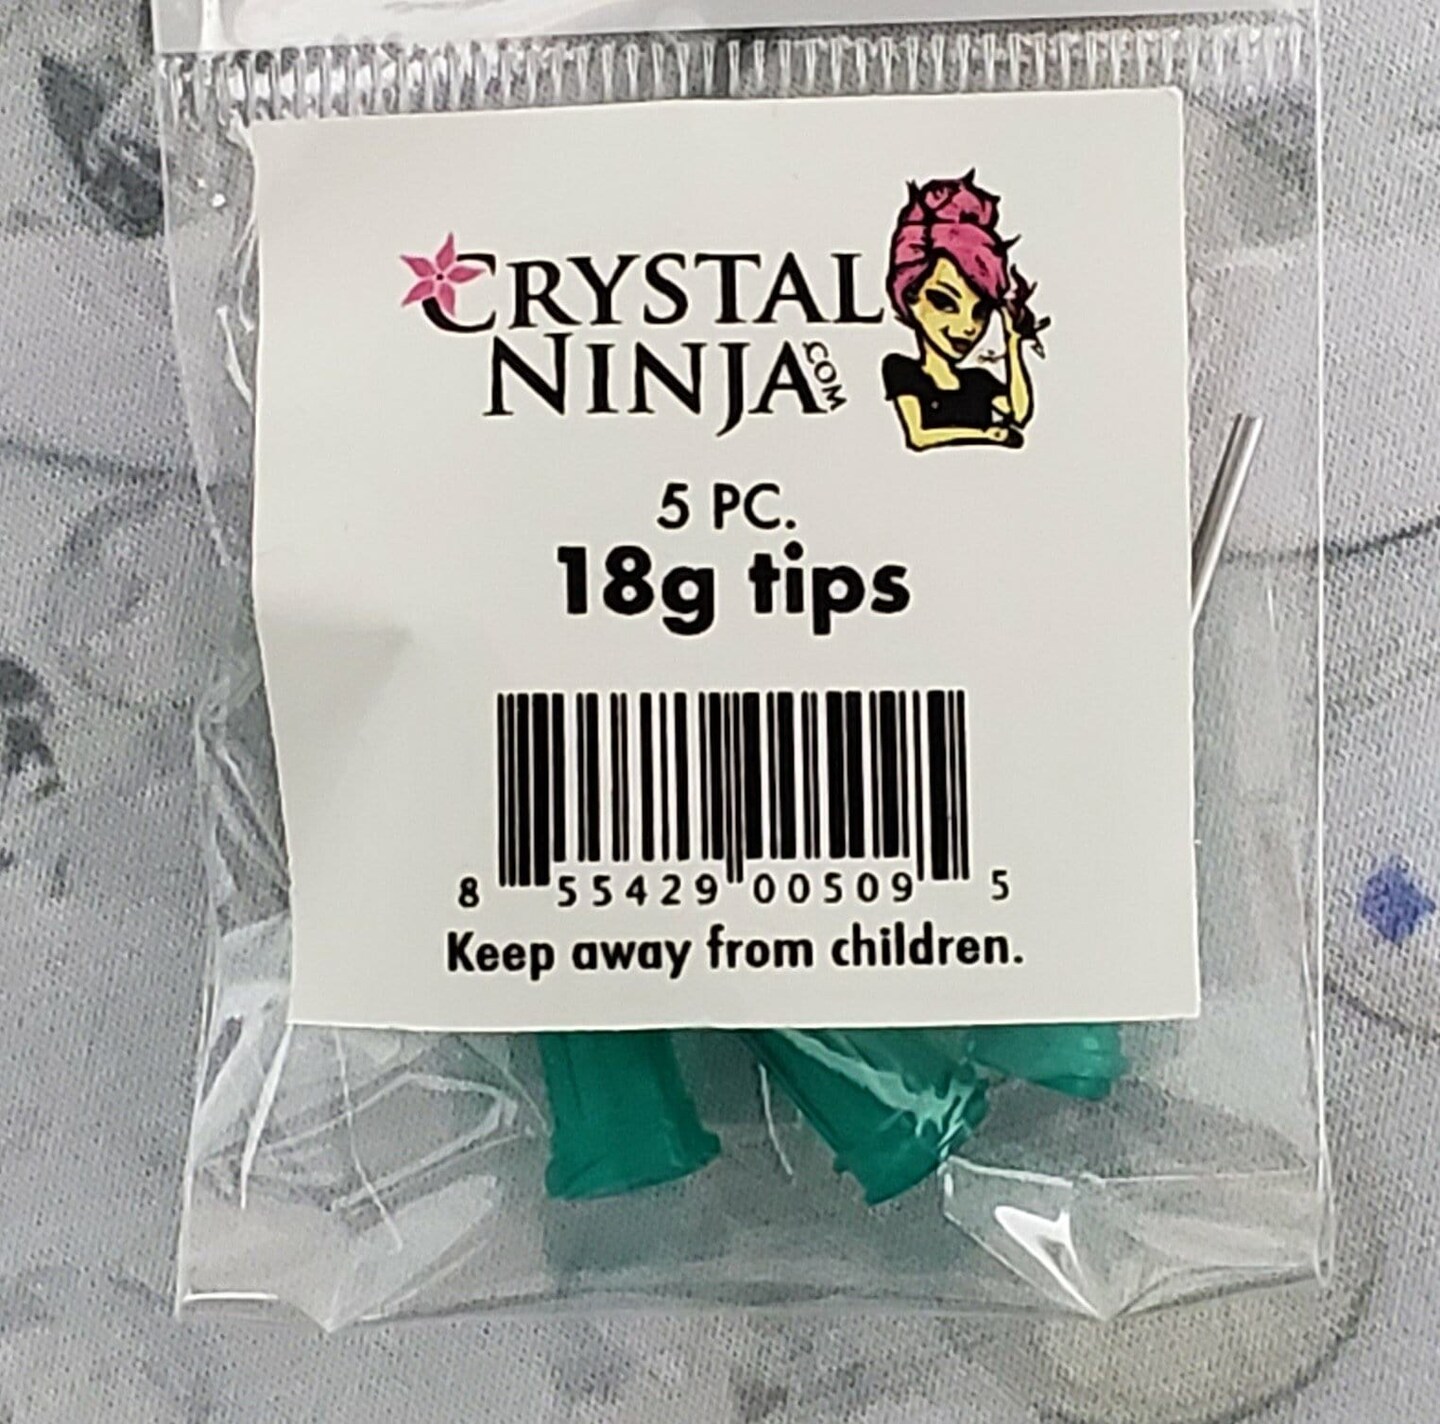 CRYSTAL
NINJA.COM
5 PC.
18g tips
8 55429 00509 5
Keep away from children.